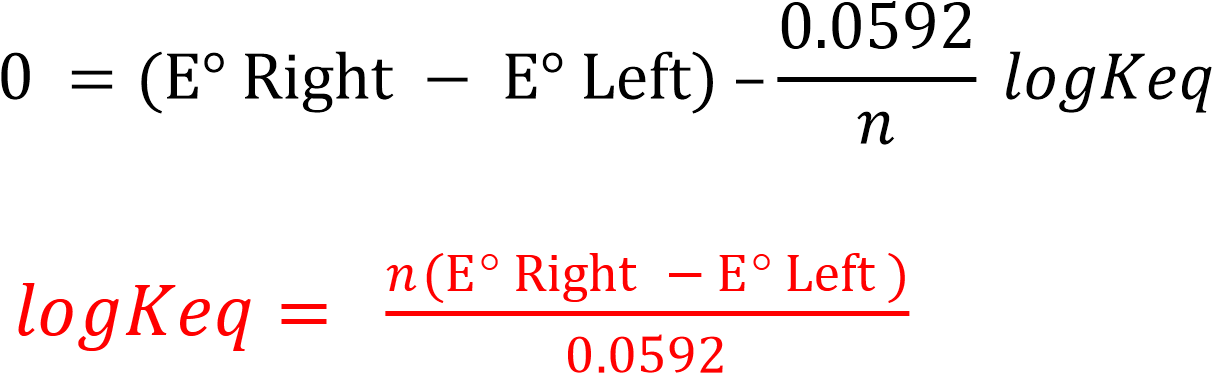 0 = (E° Right − E° Left) – 0.0592/n logKeq
logKeq = n(E° Right − E° Left)/0.0592